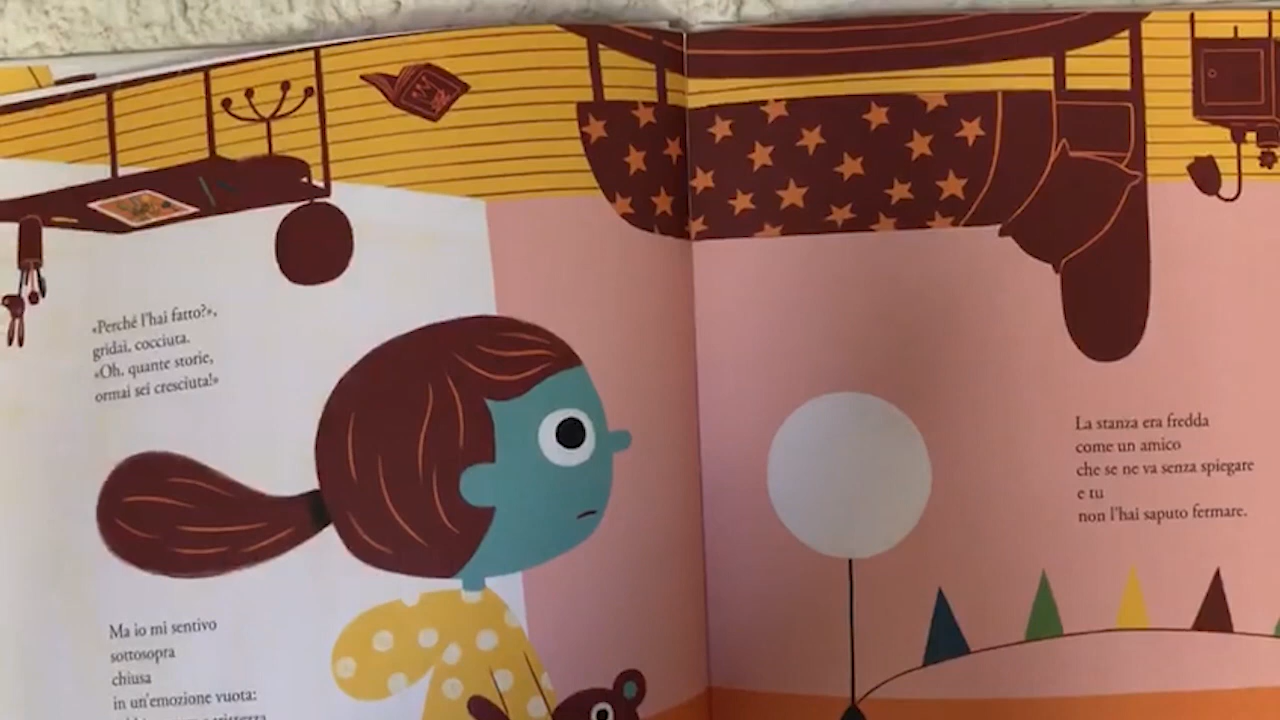 «Perché l'hai fatto?»,
gridai, cocciuta.
«Oh, quante storie,
ormai sei cresciuta!»
Ma io mi sentivo
sottosopra
chiusa
in un'emozione vuota:
La stanza era fredda
come un amico
che se ne va senza spiegare
e tu
non l'hai saputo fermare.